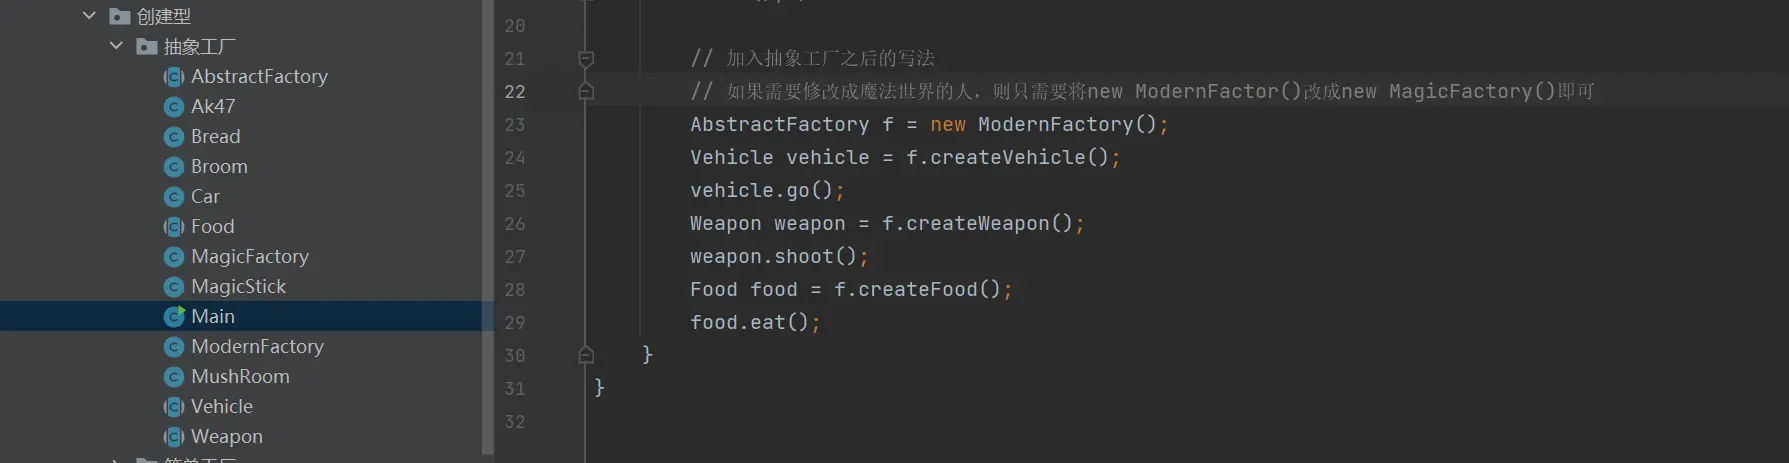 创建型
抽象工厂
AbstractFactory
Ak47
Bread
Broom
Car
Food
MagicFactory
MagicStick
Main
ModernFactory
MushRoom
Vehicle
Weapon
20
21 // 加入抽象工厂之后的写法
22 // 如果需要修改成魔法世界的人，则只需要将new ModernFactor()改成new MagicFactory()即可
23 AbstractFactory f = new ModernFactory();
24 Vehicle vehicle = f.createVehicle();
25 vehicle.go();
26 Weapon weapon = f.createWeapon();
27 weapon.shoot();
28 Food food = f.createFood();
29 food.eat();
30 }
31 }
32